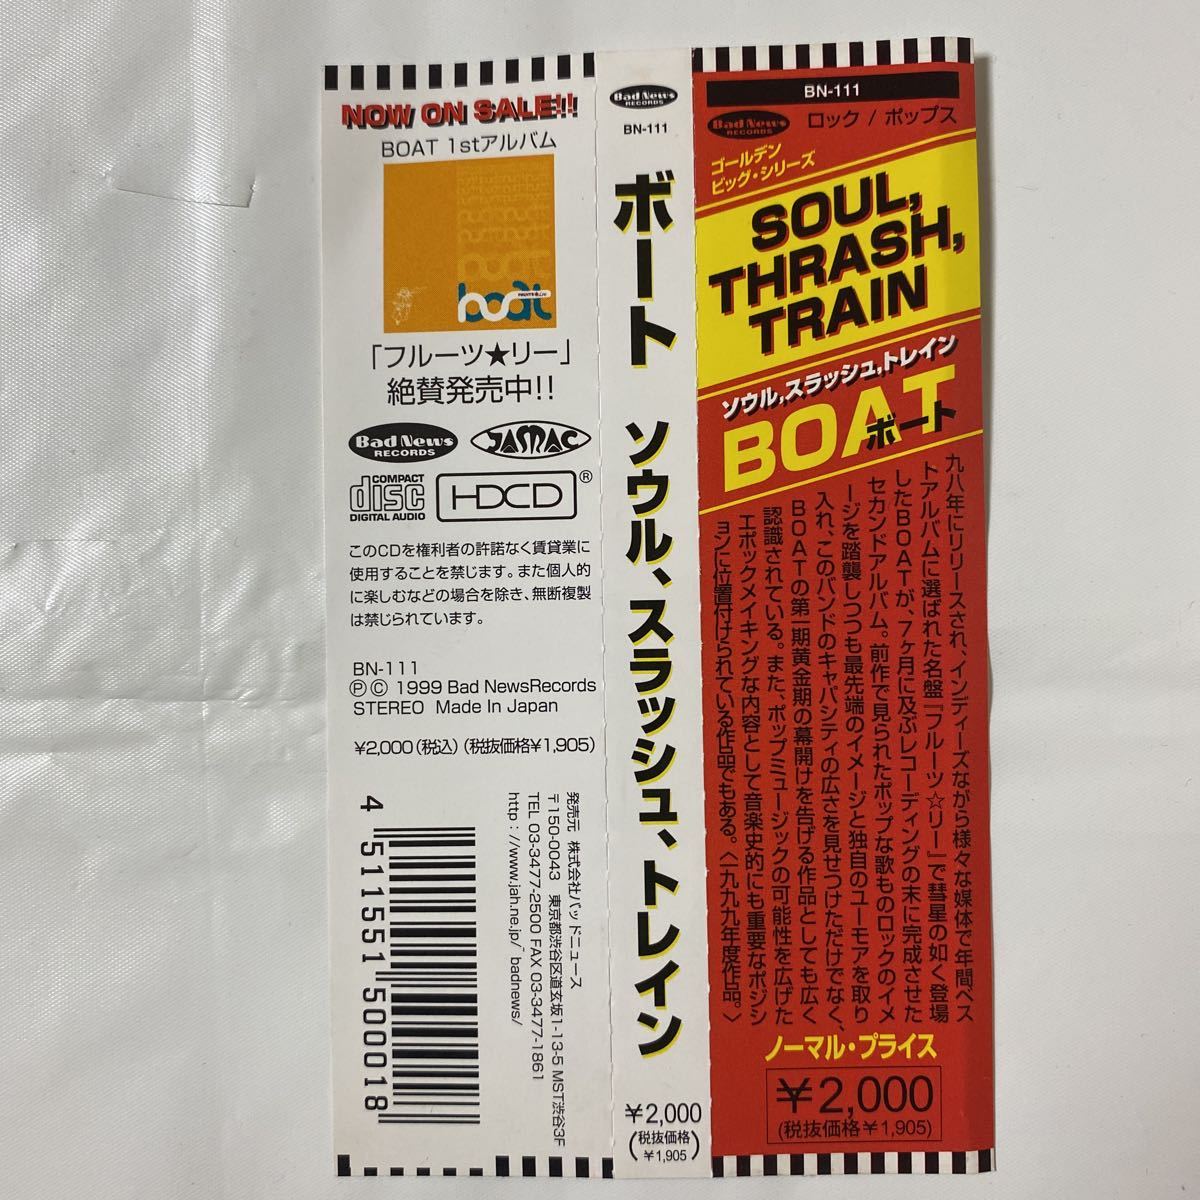 NOW ON SALE!!
BOAT 1stアルバム
FRUITS☆LEE
boat
「フルーツ★リー」
絶賛発売中!!
Bad News
RECORDS
JAMAC
COMPACT
disc
DIGITAL AUDIO
HDCD®
このCDを権利者の許諾なく賃貸業に
使用することを禁じます。また個人的
に楽しむなどの場合を除き、無断複製
は禁じられています。
BN-111
ⓅⒸ 1999 Bad NewsRecords
STEREO Made In Japan
¥2,000(税込)(税抜価格¥1,905)
4 511551 500018
発売元 株式会社バッドニュース
〒150-0043 東京都渋谷区道玄坂1-13-5 MST渋谷3F
TEL 03-3477-2500 FAX 03-3477-1861
http://www.jah.ne.jp/~badnews/
Bad News
RECORDS
BN-111
ボート ソウル、スラッシュ、トレイン
¥2,000
(税抜価格
¥1,905)
BN-111
Bad News
RECORDS
ロック / ポップス
ゴールデン
ビッグ・シリーズ
SOUL,
THRASH,
TRAIN
ソウル,スラッシュ,トレイン
BOAT
ボート
九八年にリリースされ、インディーズながら様々な媒体で年間ベス
トアルバムに選ばれた名盤『フルーツ☆リー』で彗星の如く登場
したBOATが、7ヶ月に及ぶレコーディングの末に完成させた
セカンドアルバム。前作で見られたポップな歌ものロックのイメ
ージを踏襲しつつも最先端のイメージと独自のユーモアを取り
入れ、このバンドのキャパシティの広さを見せつけただけでなく、
BOATの第一期黄金期の幕開けを告げる作品としても広く
認識されている。また、ポップミュージックの可能性を広げた
エポックメイキングな内容として音楽史的にも重要なポジシ
ョンに位置付けられている作品でもある。〈一九九九年度作品。〉
ノーマル・プライス
¥2,000
(税抜価格¥1,905)